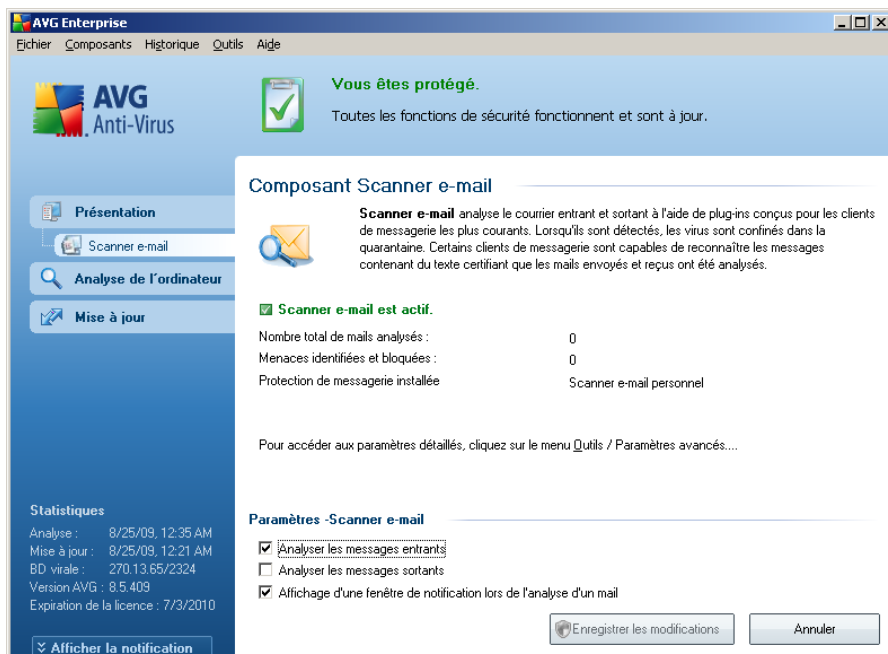 AVG Enterprise
Fichier Composants Historique Outils Aide
AVG
Anti-Virus
Vous êtes protégé.
Toutes les fonctions de sécurité fonctionnent et sont à jour.
Présentation
Scanner e-mail
Analyse de l'ordinateur
Mise à jour
Composant Scanner e-mail
Scanner e-mail analyse le courrier entrant et sortant à l'aide de plug-ins conçus pour les clients
de messagerie les plus courants. Lorsqu'ils sont détectés, les virus sont confinés dans la
quarantaine. Certains clients de messagerie sont capables de reconnaître les messages
contenant du texte certifiant que les mails envoyés et reçus ont été analysés.
Scanner e-mail est actif.
Nombre total de mails analysés : 0
Menaces identifiées et bloquées : 0
Protection de messagerie installée Scanner e-mail personnel
Pour accéder aux paramètres détaillés, cliquez sur le menu Outils / Paramètres avancés....
Paramètres -Scanner e-mail
Analyser les messages entrants
Analyser les messages sortants
Affichage d'une fenêtre de notification lors de l'analyse d'un mail
Enregistrer les modifications Annuler
Statistiques
Analyse : 8/25/09, 12:35 AM
Mise à jour : 8/25/09, 12:21 AM
BD virale : 270.13.65/2324
Version AVG : 8.5.409
Expiration de la licence : 7/3/2010
Afficher la notification